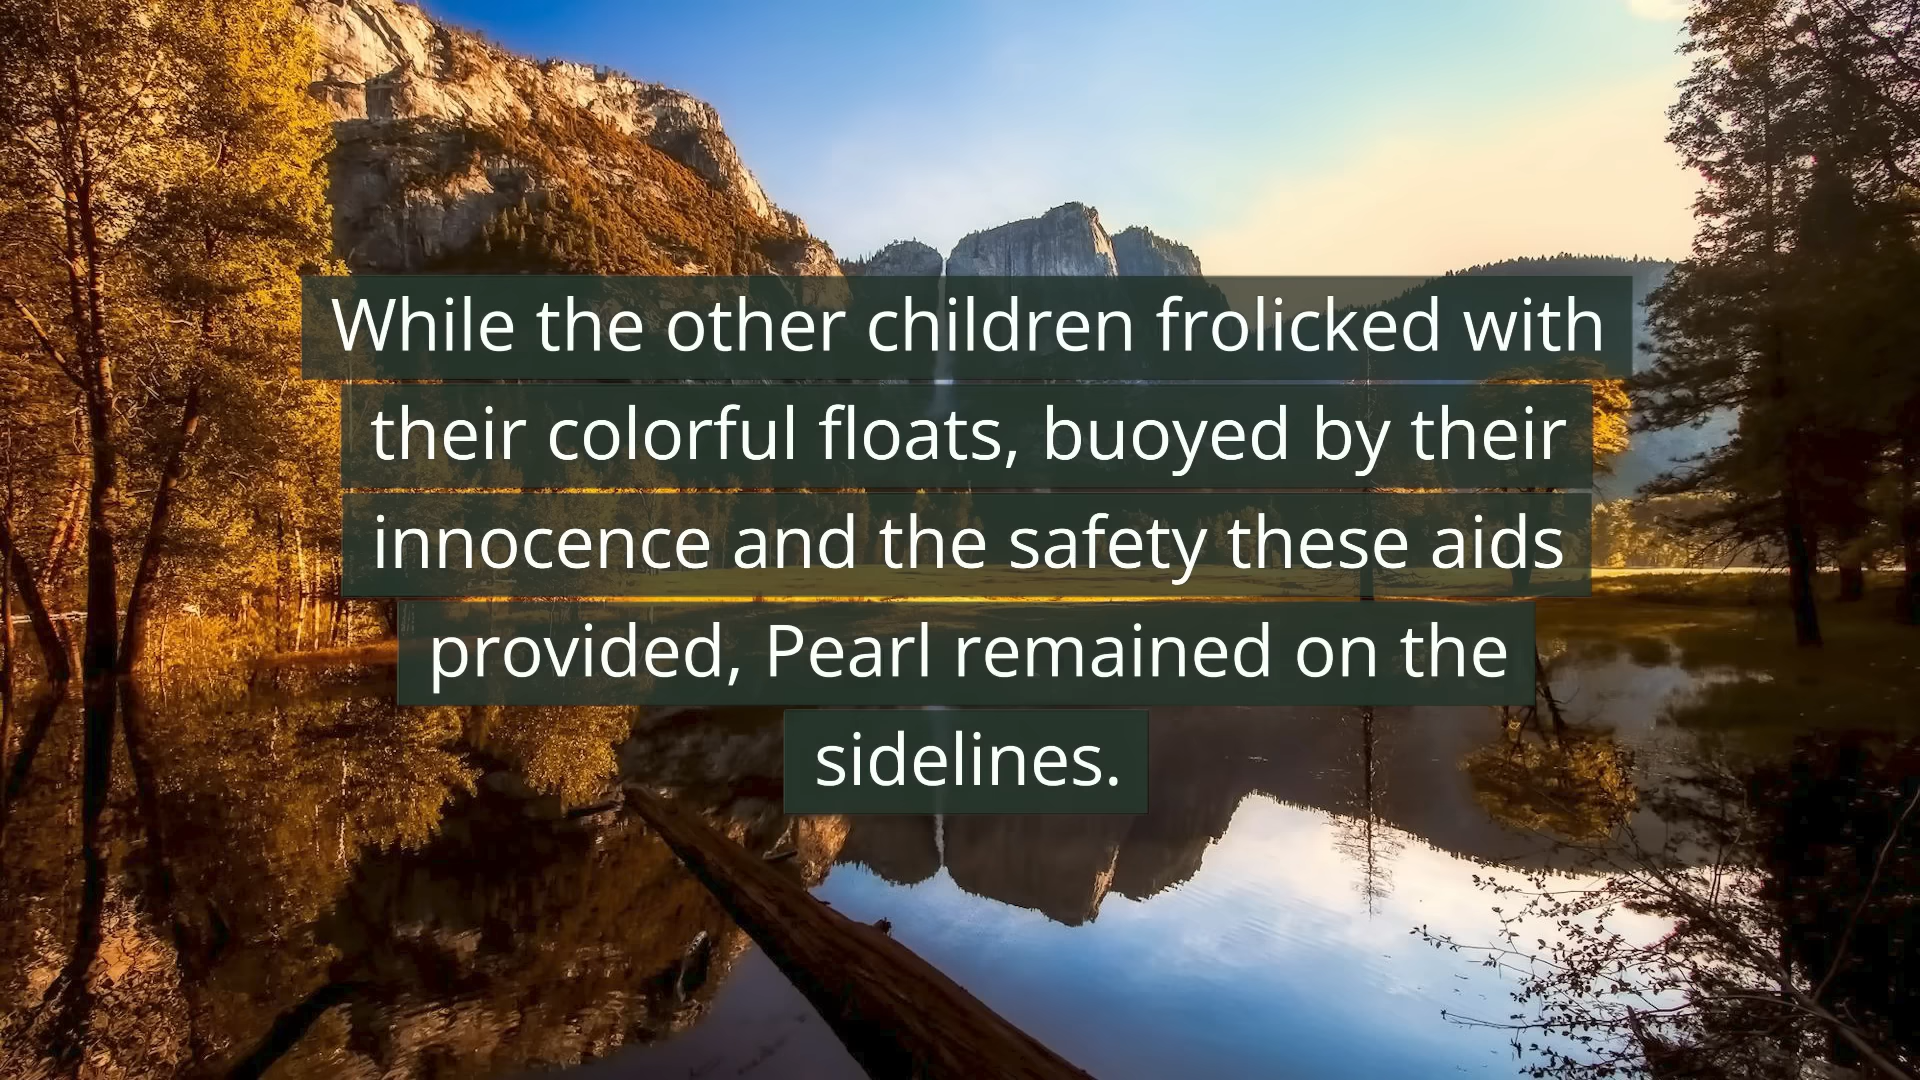 While the other children frolicked with
their colorful floats, buoyed by their
innocence and the safety these aids
provided, Pearl remained on the
sidelines.